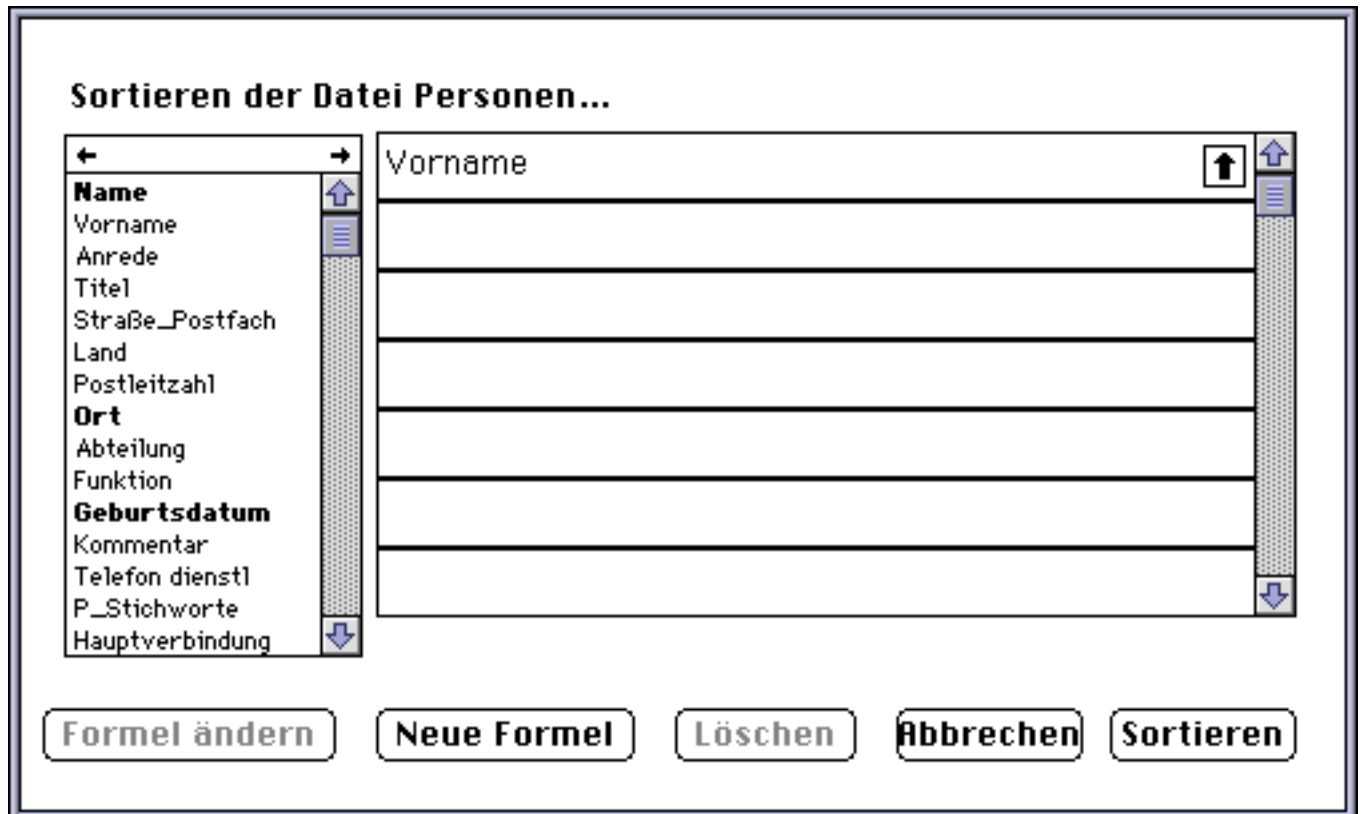 Sortieren der Datei Personen...
Vorname
Name
Vorname
Anrede
Titel
Straße_Postfach
Land
Postleitzahl
Ort
Abteilung
Funktion
Geburtsdatum
Kommentar
Telefon dienstl
P_Stichworte
Hauptverbindung
Formel ändern
Neue Formel
Löschen
Abbrechen
Sortieren